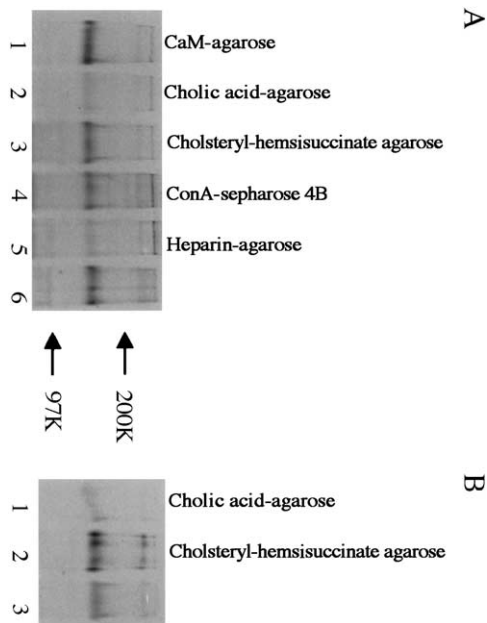 A
1
CaM-agarose
2
Cholic acid-agarose
3
Cholsteryl-hemsisuccinate agarose
4
ConA-sepharose 4B
5
Heparin-agarose
6
97K
200K
B
1
Cholic acid-agarose
2
Cholsteryl-hemsisuccinate agarose
3